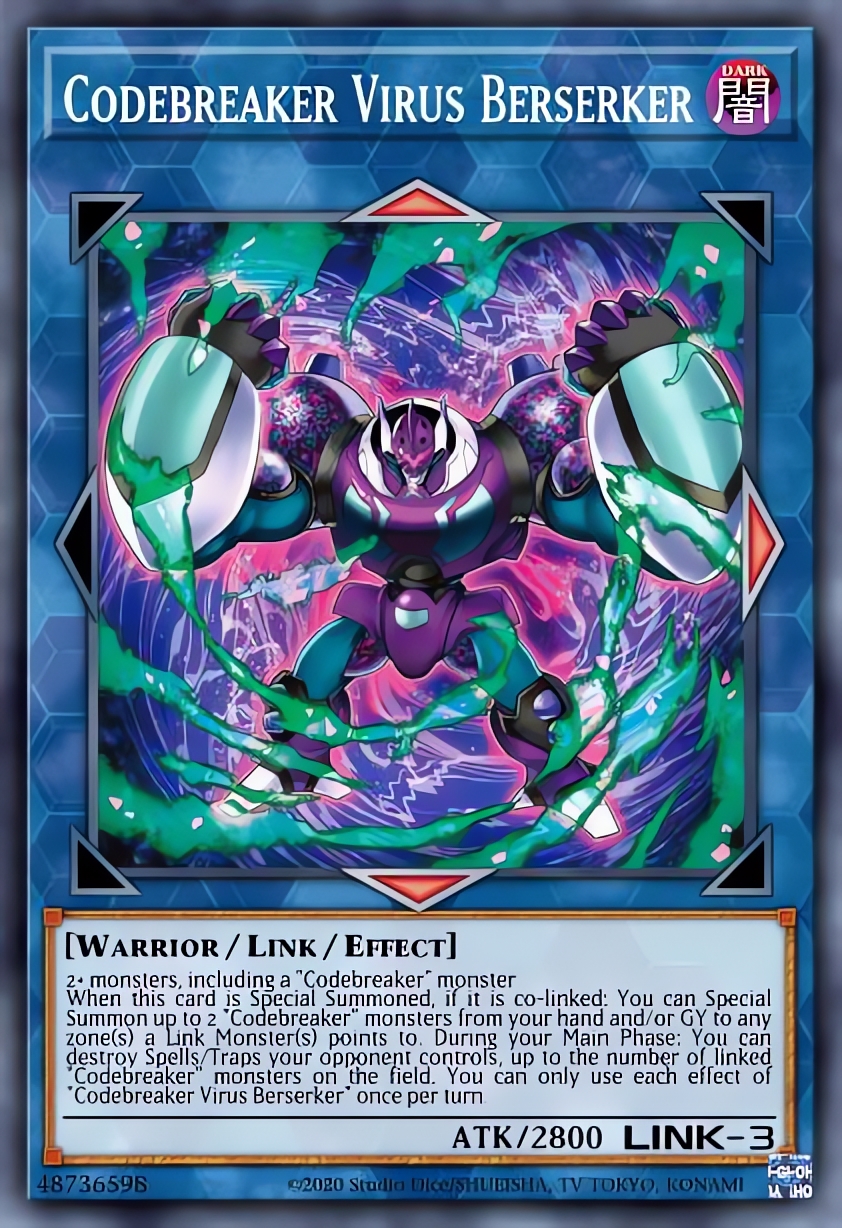 CODEBREAKER VIRUS BERSERKER
DARK
闇
[WARRIOR / LINK / EFFECT]
2+ monsters, including a "Codebreaker" monster
When this card is Special Summoned, if it is co-linked: You can Special
Summon up to 2 "Codebreaker" monsters from your hand and/or GY to any
zone(s) a Link Monster(s) points to. During your Main Phase: You can
destroy Spells/Traps your opponent controls, up to the number of linked
"Codebreaker" monsters on the field. You can only use each effect of
"Codebreaker Virus Berserker" once per turn.
ATK/2800 LINK-3
4873659
©2020 Studio Dice/SHUEISHA, TV TOKYO, KONAMI